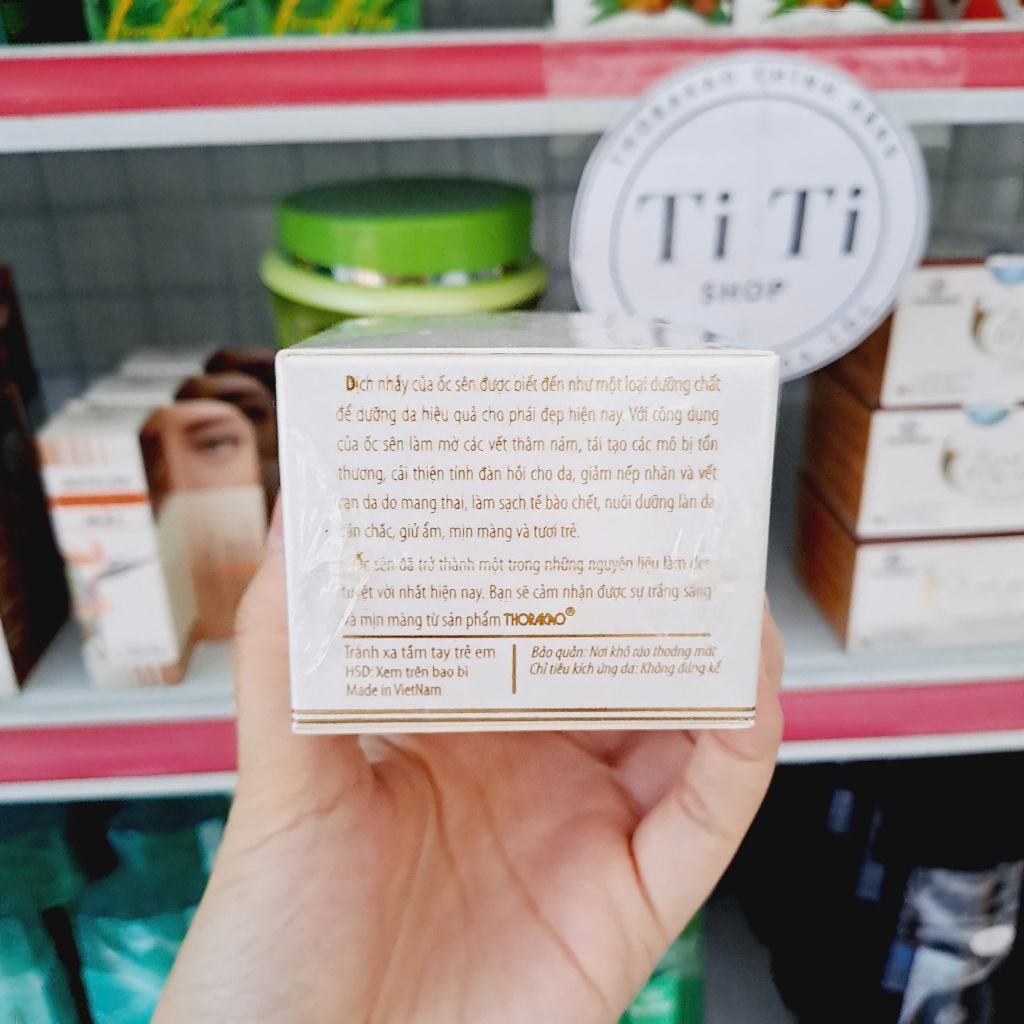 THORAKAO CHÍNH HÃNG
Ti Ti
SHOP
Dịch nhầy của ốc sên được biết đến như một loại dưỡng chất
để dưỡng da hiệu quả cho phái đẹp hiện nay. Với công dụng
của ốc sên làm mờ các vết thâm nám, tái tạo các mô bị tổn
thương, cải thiện tính đàn hồi cho da, giảm nếp nhăn và vết
rạn da do mang thai, làm sạch tế bào chết, nuôi dưỡng làn da
săn chắc, giữ ẩm, mịn màng và tươi trẻ.
Ốc sên đã trở thành một trong những nguyên liệu làm đẹp
tuyệt vời nhất hiện nay. Bạn sẽ cảm nhận được sự trắng sáng
và mịn màng từ sản phẩm THORAKAO®
Tránh xa tầm tay trẻ em
HSD: Xem trên bao bì
Made in VietNam
Bảo quản: Nơi khô ráo thoáng mát
Chỉ tiêu kích ứng da: Không đáng kể